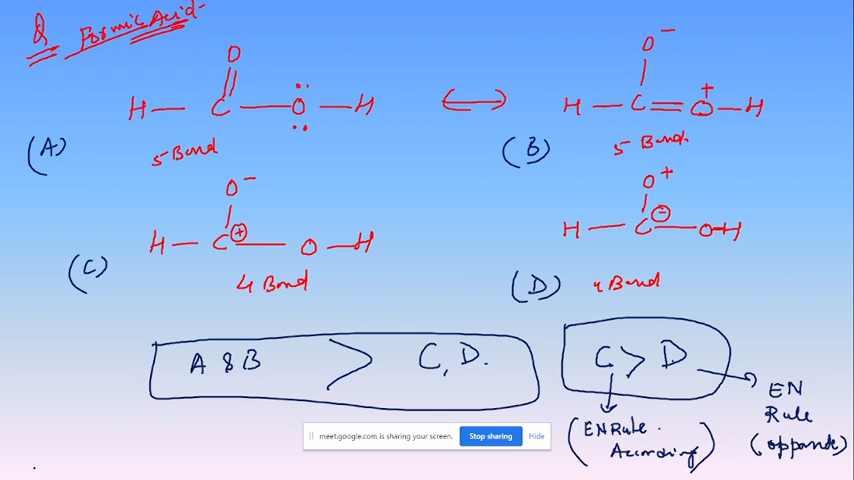 Q Formic Acid-
O
H — C — O — H
5 Bond
(A)
O⁻
H — C = O⁺ — H
5 Bond
(B)
O⁻
H — C⊕ — O — H
4 Bond
(C)
O⁺
H — C⊖ — OH
4 Bond
(D)
A & B > C, D.
C > D
(EN Rule.
According)
EN
Rule
(opposite)
meet.google.com is sharing your screen. Stop sharing Hide